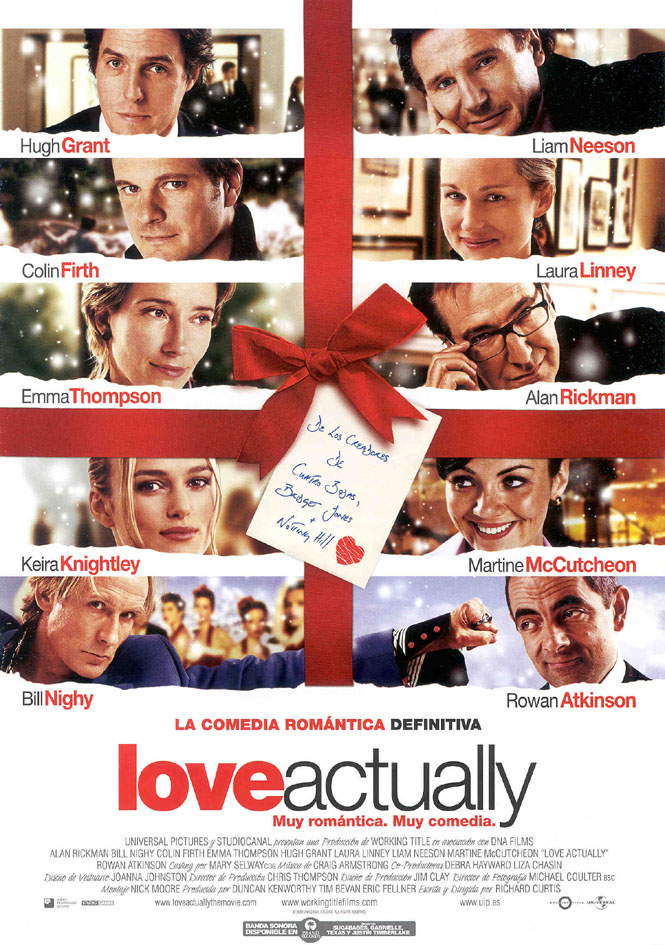 Hugh Grant
Liam Neeson
Colin Firth
Laura Linney
Emma Thompson
Alan Rickman
De Los Creadores
De
Cuatro Bodas,
Bridget Jones
+
Notting Hill
Keira Knightley
Martine McCutcheon
Bill Nighy
Rowan Atkinson
LA COMEDIA ROMÁNTICA DEFINITIVA
love actually
Muy romántica. Muy comedia.
UNIVERSAL PICTURES y STUDIOCANAL presentan una Producción de WORKING TITLE en asociación con DNA FILMS
ALAN RICKMAN BILL NIGHY COLIN FIRTH EMMA THOMPSON HUGH GRANT LAURA LINNEY LIAM NEESON MARTINE McCUTCHEON "LOVE ACTUALLY"
ROWAN ATKINSON Casting por MARY SELWAY CDG Música de CRAIG ARMSTRONG Co-Productores DEBRA HAYWARD LIZA CHASIN
Diseño de Vestuario JOANNA JOHNSTON Director de Producción CHRIS THOMPSON Diseño de Producción JIM CLAY Director de Fotografía MICHAEL COULTER BSC
Montaje NICK MOORE Producida por DUNCAN KENWORTHY TIM BEVAN ERIC FELLNER Escrita y Dirigida por RICHARD CURTIS
www.loveactuallythemovie.com www.workingtitlefilms.com www.uip.es
UNIVERSAL
BANDA SONORA
DISPONIBLE EN
ISLAND
SUGABABES, GABRIELLE,
TEXAS Y JUSTIN TIMBERLAKE